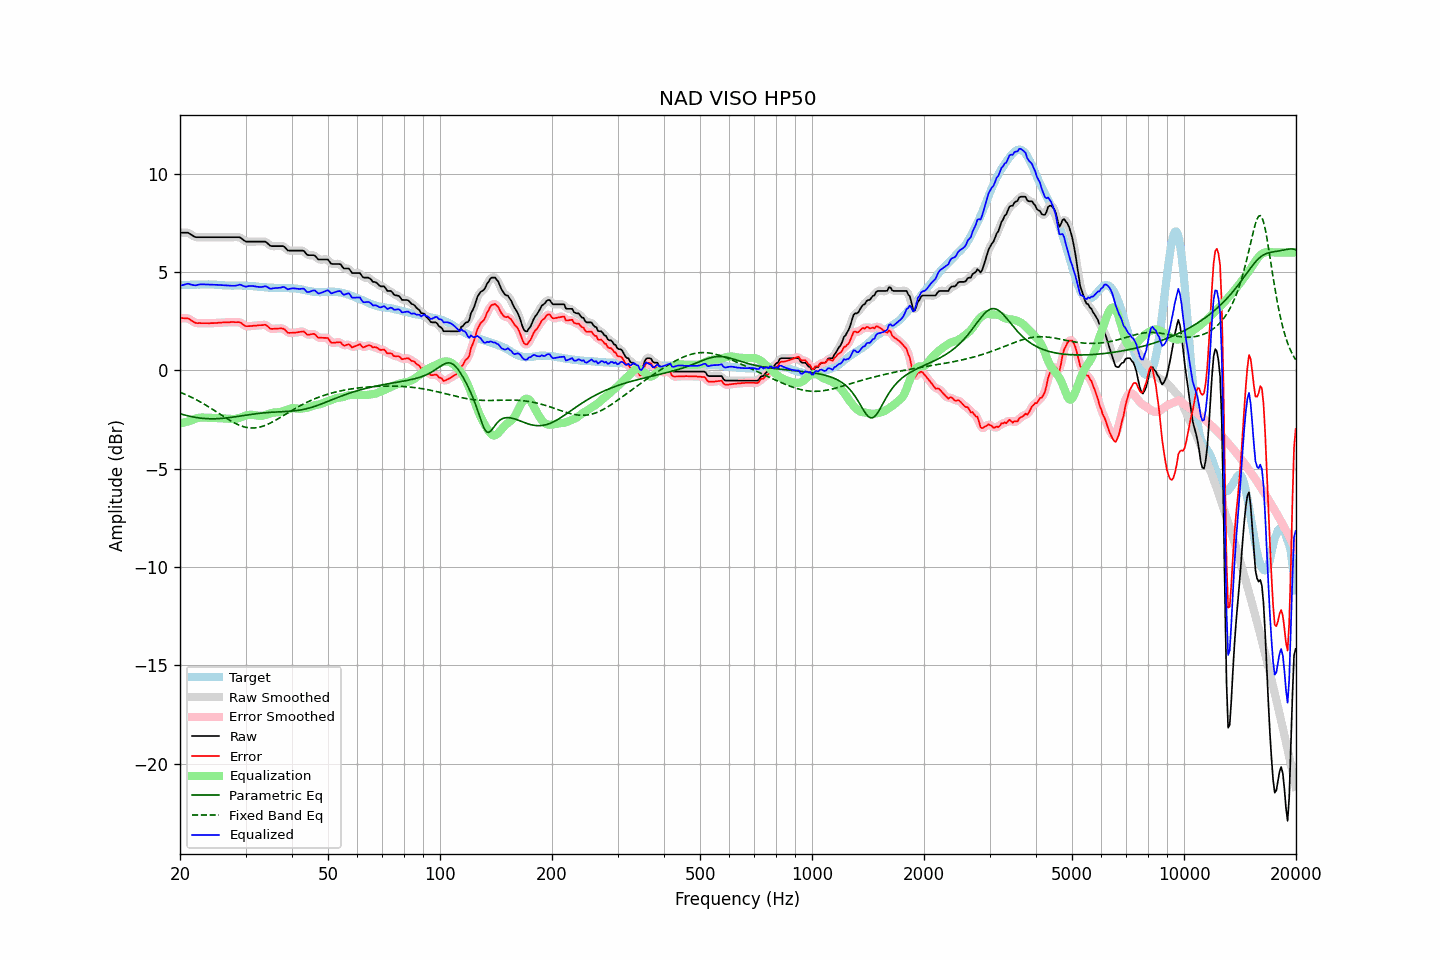 NAD VISO HP50
Amplitude (dBr)
10
5
0
−5
−10
−15
−20
Target
Raw Smoothed
Error Smoothed
Raw
Error
Equalization
Parametric Eq
Fixed Band Eq
Equalized
20 50 100 200 500 1000 2000 5000 10000 20000
Frequency (Hz)